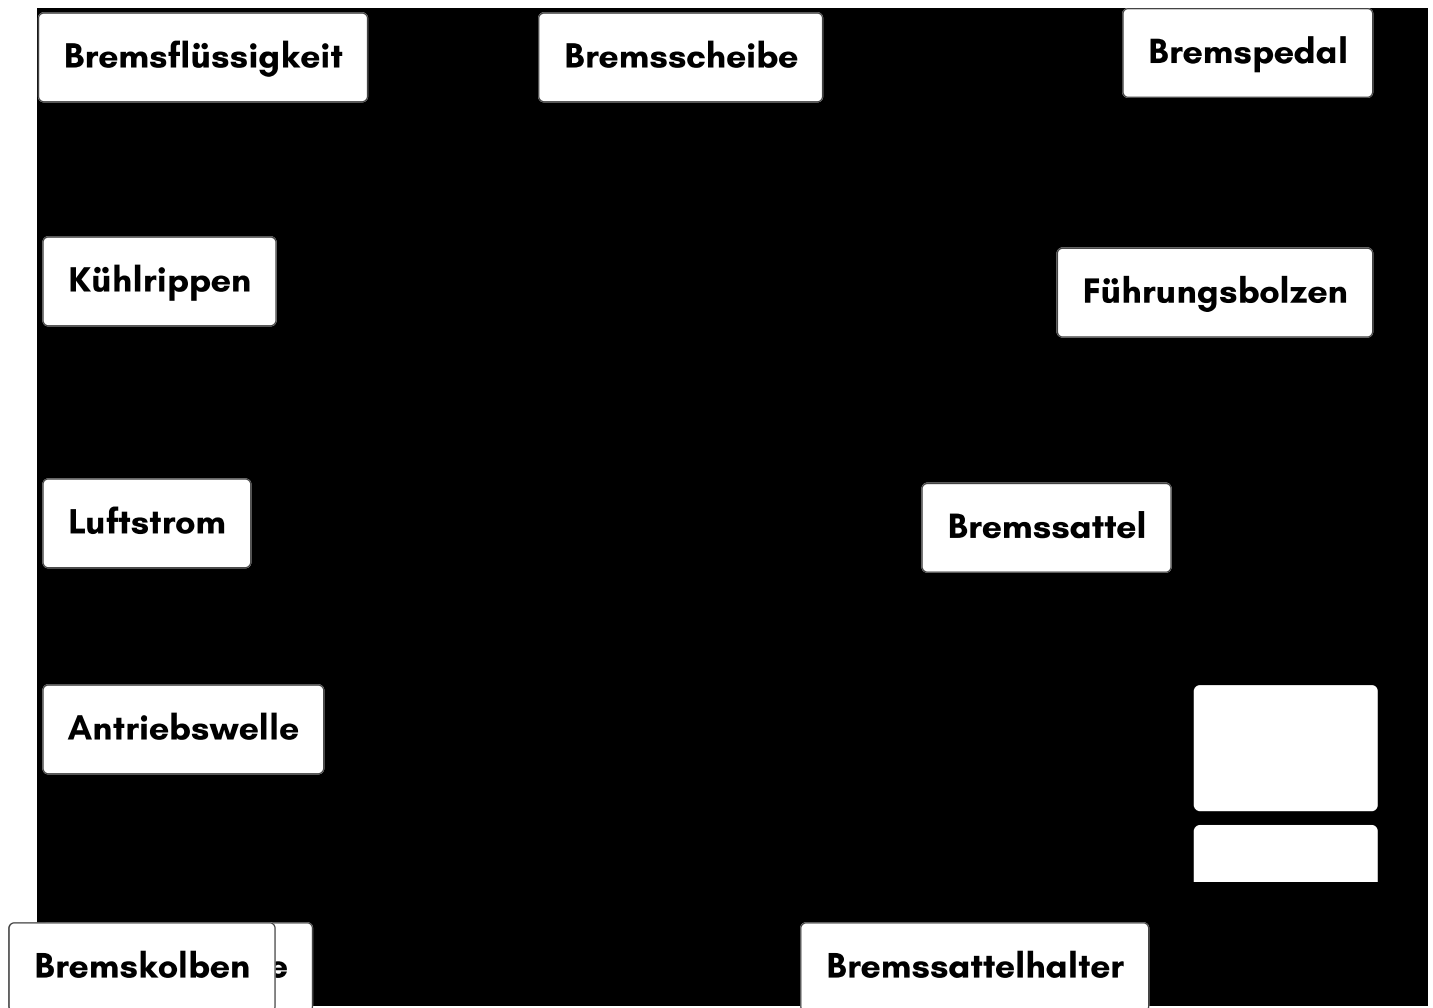 Bremsflüssigkeit
Bremsscheibe
Bremspedal
Kühlrippen
Führungsbolzen
Luftstrom
Bremssattel
Antriebswelle
Bremskolben
Bremssattelhalter